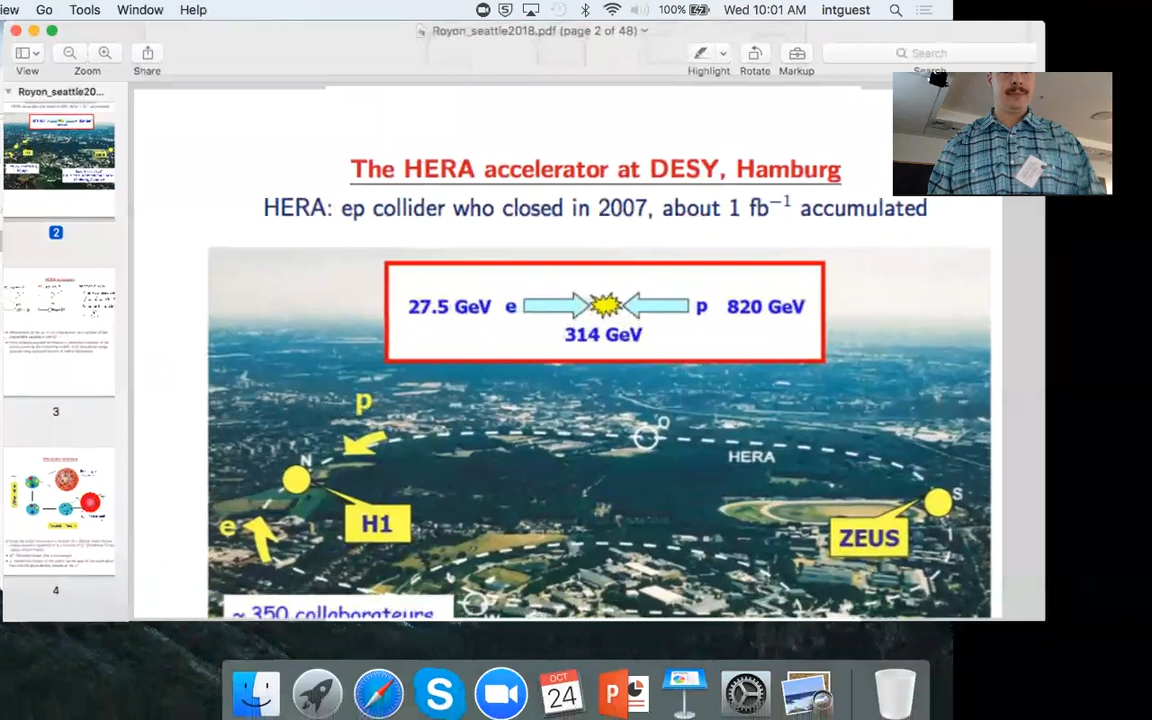 iew Go Tools Window Help 100% Wed 10:01 AM intguest
Royon_seattle2018.pdf (page 2 of 48)
View Zoom Share Highlight Rotate Markup Search
Royon_seattle20...
2
3
4
The HERA accelerator at DESY, Hamburg
HERA: ep collider who closed in 2007, about 1 fb⁻¹ accumulated
27.5 GeV e p 820 GeV
314 GeV
p
O
HERA
N
S
H1
e
ZEUS
~ 350 collaborateurs
OCT
24